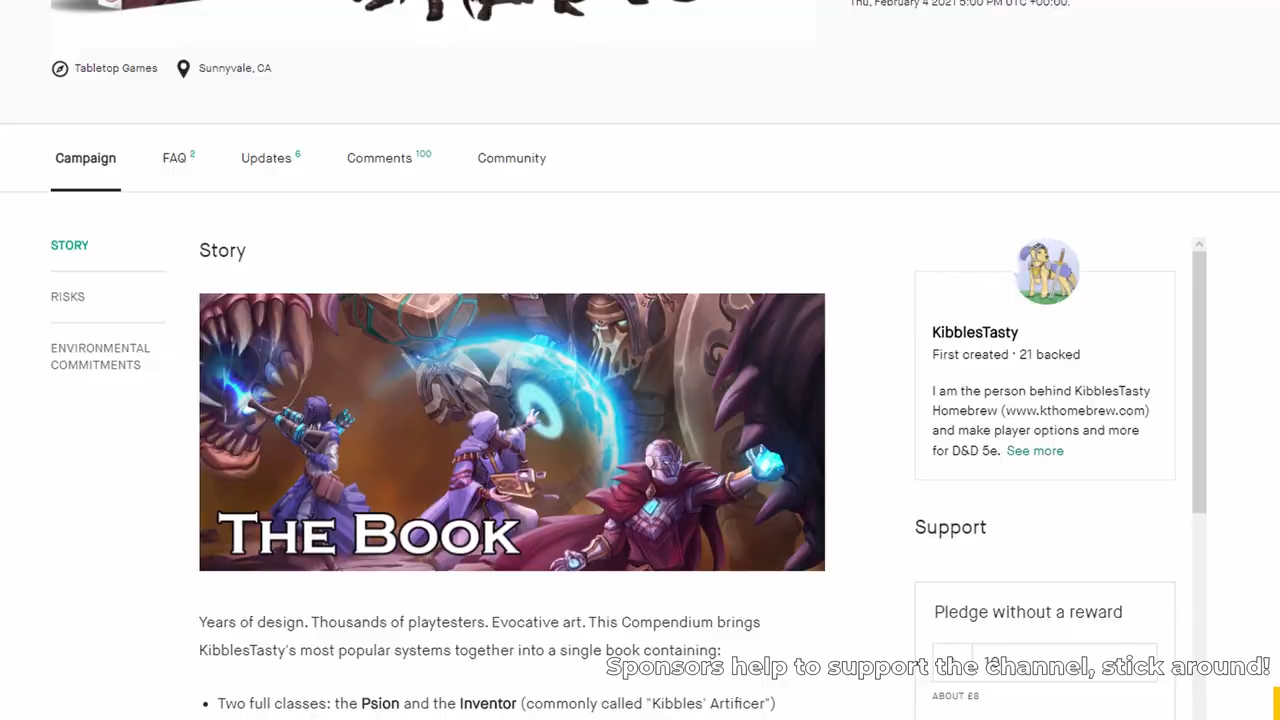 Thu, February 4 2021 5:00 PM UTC +00:00.
Tabletop Games
Sunnyvale, CA
Campaign
FAQ 2
Updates 6
Comments 100
Community
STORY
RISKS
ENVIRONMENTAL
COMMITMENTS
Story
THE BOOK
Years of design. Thousands of playtesters. Evocative art. This Compendium brings
KibblesTasty's most popular systems together into a single book containing:
• Two full classes: the Psion and the Inventor (commonly called "Kibbles' Artificer")
KibblesTasty
First created · 21 backed
I am the person behind KibblesTasty
Homebrew (www.kthomebrew.com)
and make player options and more
for D&D 5e. See more
Support
Pledge without a reward
ABOUT £8
Sponsors help to support the channel, stick around!